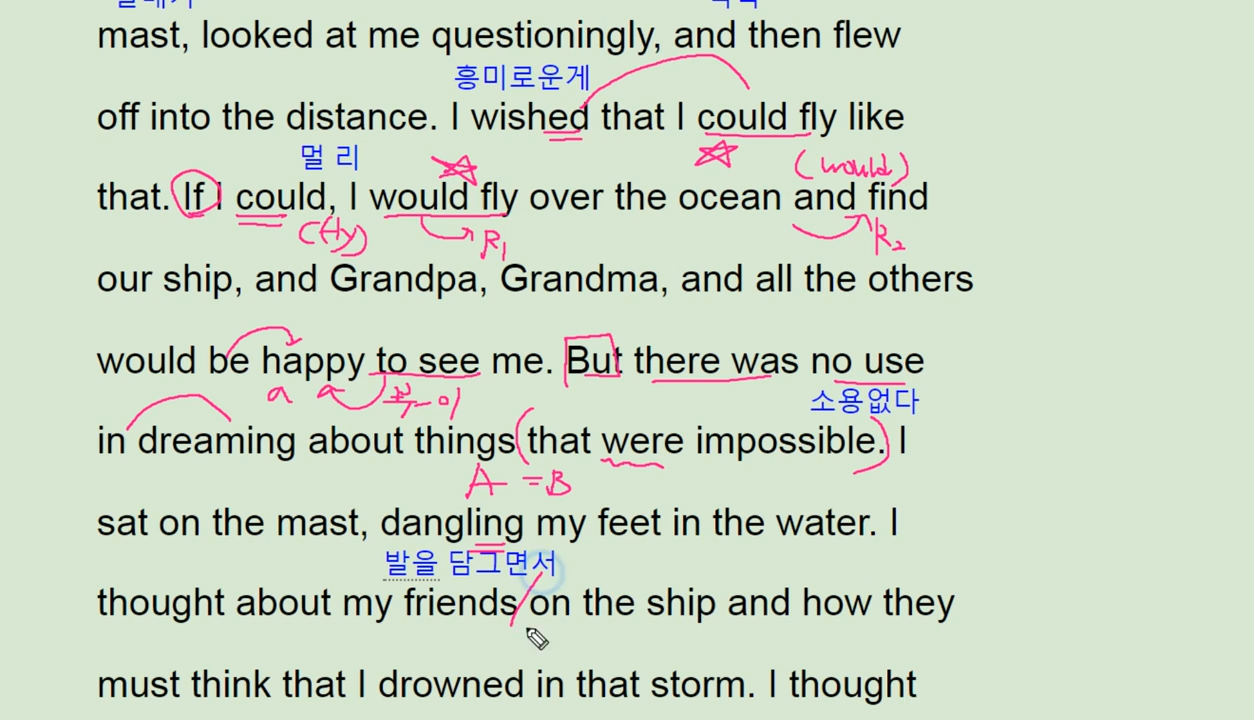 mast, looked at me questioningly, and then flew
흥미로운게
off into the distance. I wished that I could fly like
멀 리
(would)
that. If I could, I would fly over the ocean and find
(fly) R₁ R₂
our ship, and Grandpa, Grandma, and all the others
would be happy to see me. But there was no use
a a 소용없다
in dreaming about things (that were impossible.) I
A = B
sat on the mast, dangling my feet in the water. I
발을 담그면서
thought about my friends / on the ship and how they
must think that I drowned in that storm. I thought